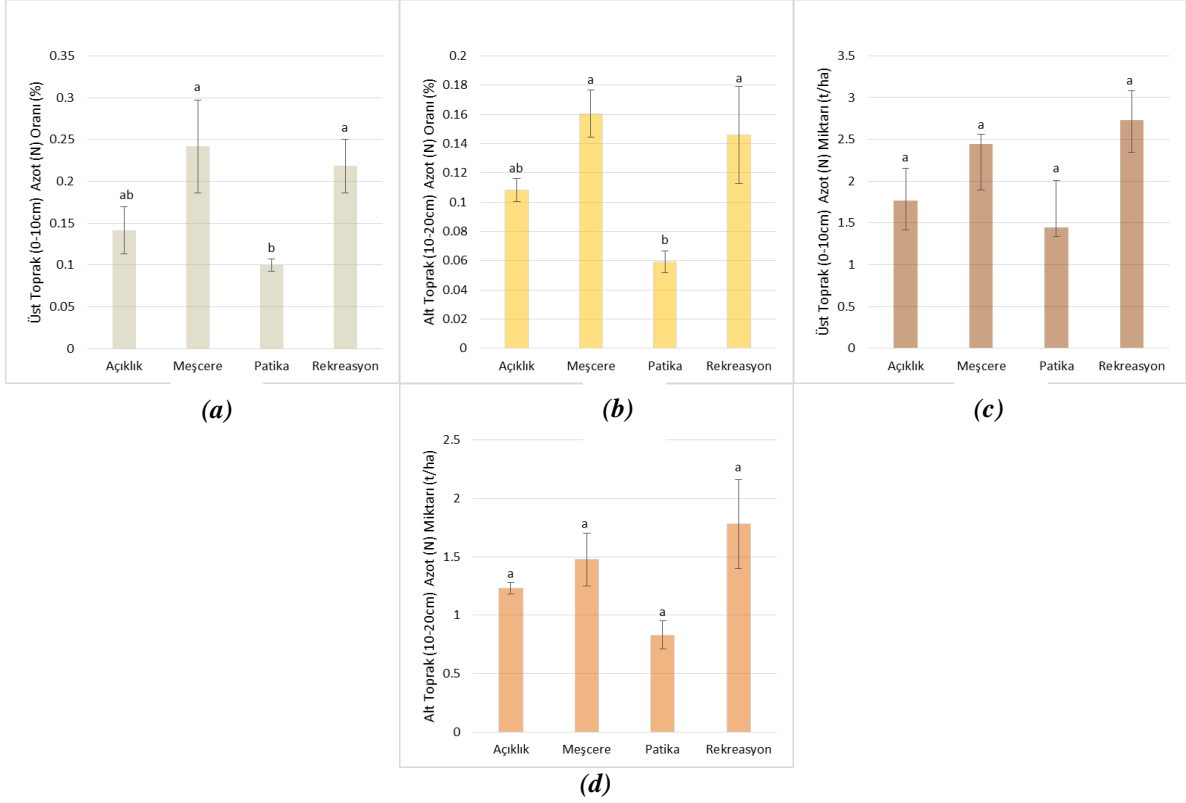 Üst Toprak (0-10cm) Azot (N) Oranı (%)
0.35
0.3
0.25
0.2
0.15
0.1
0.05
0
ab
a
b
a
Açıklık Meşcere Patika Rekreasyon
(a)
Alt Toprak (10-20cm) Azot (N) Oranı (%)
0.2
0.18
0.16
0.14
0.12
0.1
0.08
0.06
0.04
0.02
0
ab
a
b
a
Açıklık Meşcere Patika Rekreasyon
(b)
Üst Toprak (0-10cm) Azot (N) Miktarı (t/ha)
3.5
3
2.5
2
1.5
1
0.5
0
a
a
a
a
Açıklık Meşcere Patika Rekreasyon
(c)
Alt Toprak (10-20cm) Azot (N) Miktarı (t/ha)
2.5
2
1.5
1
0.5
0
a
a
a
a
Açıklık Meşcere Patika Rekreasyon
(d)